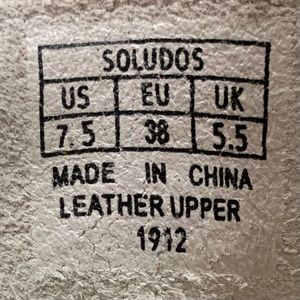 SOLUDOS
US EU UK
7.5 38 5.5
MADE IN CHINA
LEATHER UPPER
1912